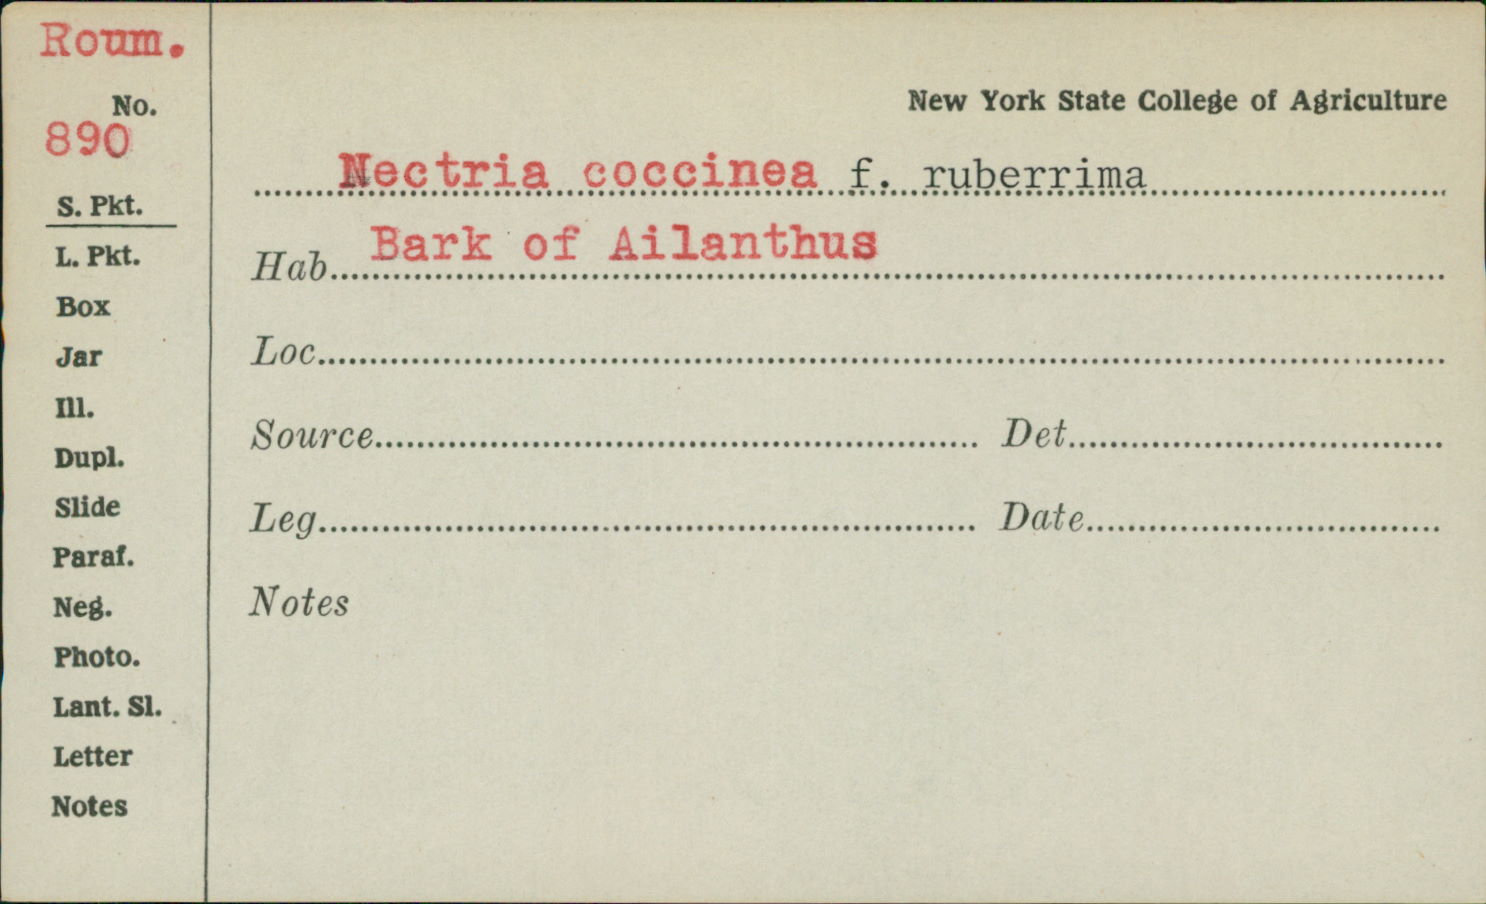 Roum.
No.
890
S. Pkt.
L. Pkt.
Box
Jar
Ill.
Dupl.
Slide
Paraf.
Neg.
Photo.
Lant. Sl.
Letter
Notes
New York State College of Agriculture
Nectria coccinea f. ruberrima
Hab. Bark of Ailanthus
Loc.
Source. Det.
Leg. Date.
Notes